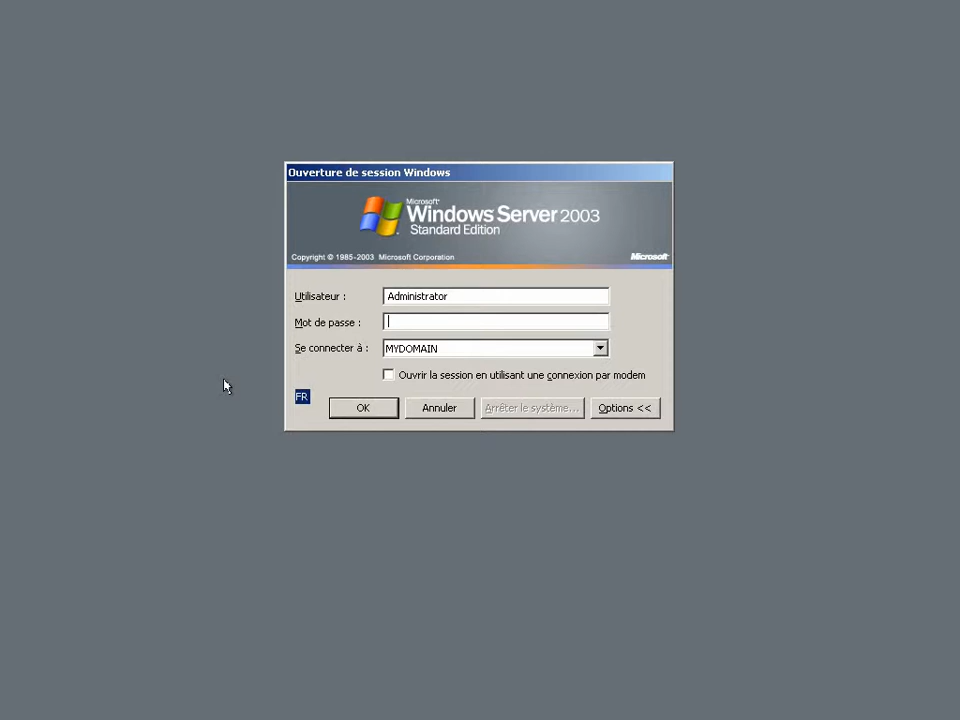 Ouverture de session Windows
Microsoft
Windows Server 2003
Standard Edition
Copyright © 1985-2003 Microsoft Corporation Microsoft
Utilisateur : Administrator
Mot de passe :
Se connecter à : MYDOMAIN
Ouvrir la session en utilisant une connexion par modem
FR
OK Annuler Arrêter le système... Options <<